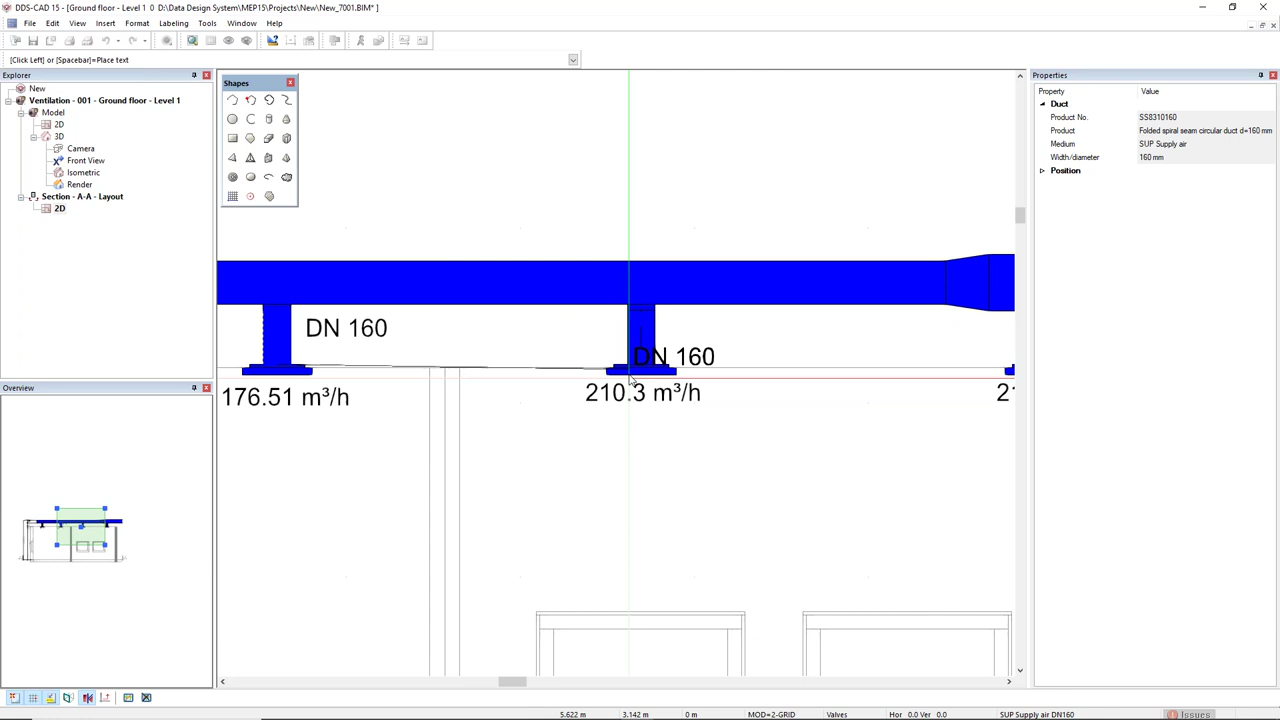 DDS-CAD 15 - [Ground floor - Level 1  0  D:\Data Design System\MEP15\Projects\New\New_7001.BIM* ]
File Edit View Insert Format Labeling Tools Window Help
[Click Left] or [Spacebar]=Place text
Explorer
New
Ventilation - 001 - Ground floor - Level 1
Model
2D
3D
Camera
Front View
Isometric
Render
Section - A-A - Layout
2D
Overview
Shapes
DN 160
DN 160
176.51 m³/h
210.3 m³/h
21
Properties
Property Value
Duct
Product No. SS8310160
Product Folded spiral seam circular duct d=160 mm
Medium SUP Supply air
Width/diameter 160 mm
Position
5.622 m 3.142 m 0 m MOD=2-GRID Valves Hor 0.0 Ver 0.0 SUP Supply air DN160 Issues